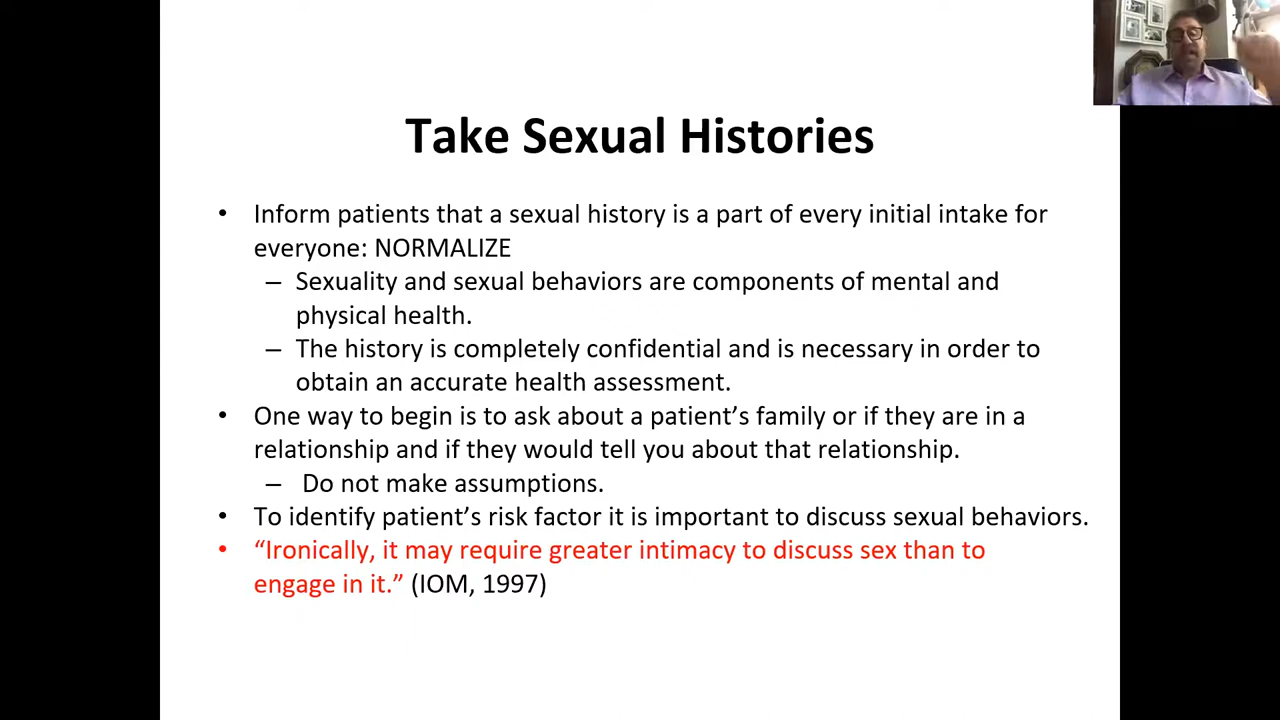 Take Sexual Histories
• Inform patients that a sexual history is a part of every initial intake for
everyone: NORMALIZE
– Sexuality and sexual behaviors are components of mental and
physical health.
– The history is completely confidential and is necessary in order to
obtain an accurate health assessment.
• One way to begin is to ask about a patient’s family or if they are in a
relationship and if they would tell you about that relationship.
– Do not make assumptions.
• To identify patient’s risk factor it is important to discuss sexual behaviors.
• “Ironically, it may require greater intimacy to discuss sex than to
engage in it.” (IOM, 1997)